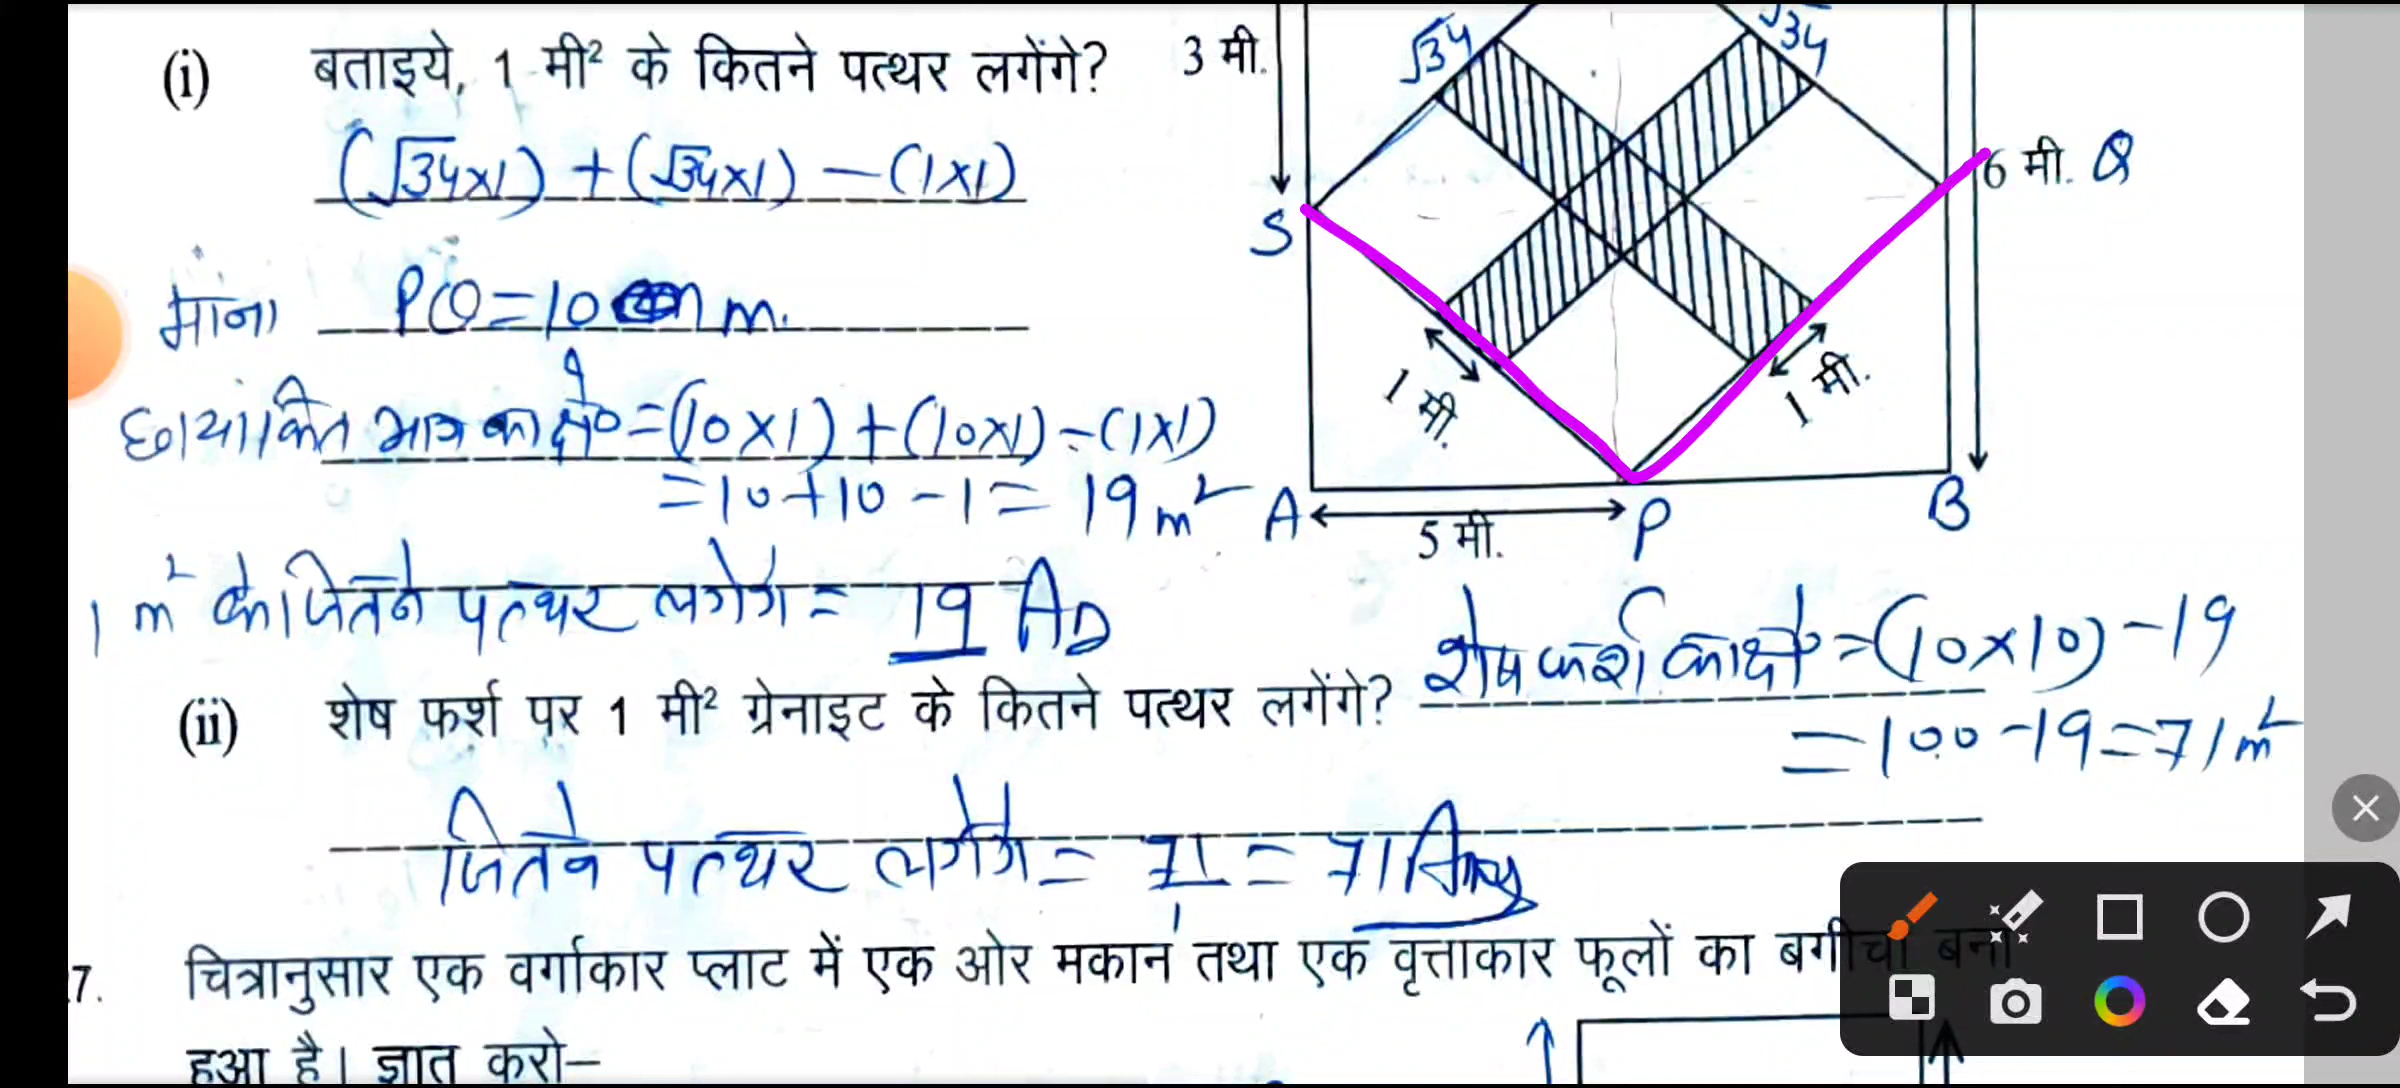 (i) बताइये, 1 मी² के कितने पत्थर लगेंगे?
(√34×1) + (√34×1) – (1×1)
माना PQ = 10 m.
छायांकित भाग का क्षे० = (10×1) + (10×1) – (1×1)
= 10 + 10 – 1 = 19 m²
1 m² के जितने पत्थर लगेंगे = 19 As
3 मी.
√34
√34
6 मी. Q
S
1 मी.
1 मी.
A
5 मी.
P
B
(ii) शेष फर्श पर 1 मी² ग्रेनाइट के कितने पत्थर लगेंगे? शेष फर्श का क्षे० = (10×10) – 19
= 100 – 19 = 71 m²
जितने पत्थर लगेंगे = 71/1 = 71 Ans
17. चित्रानुसार एक वर्गाकार प्लाट में एक ओर मकान तथा एक वृत्ताकार फूलों का बगीचा बना
हुआ है। ज्ञात करो–